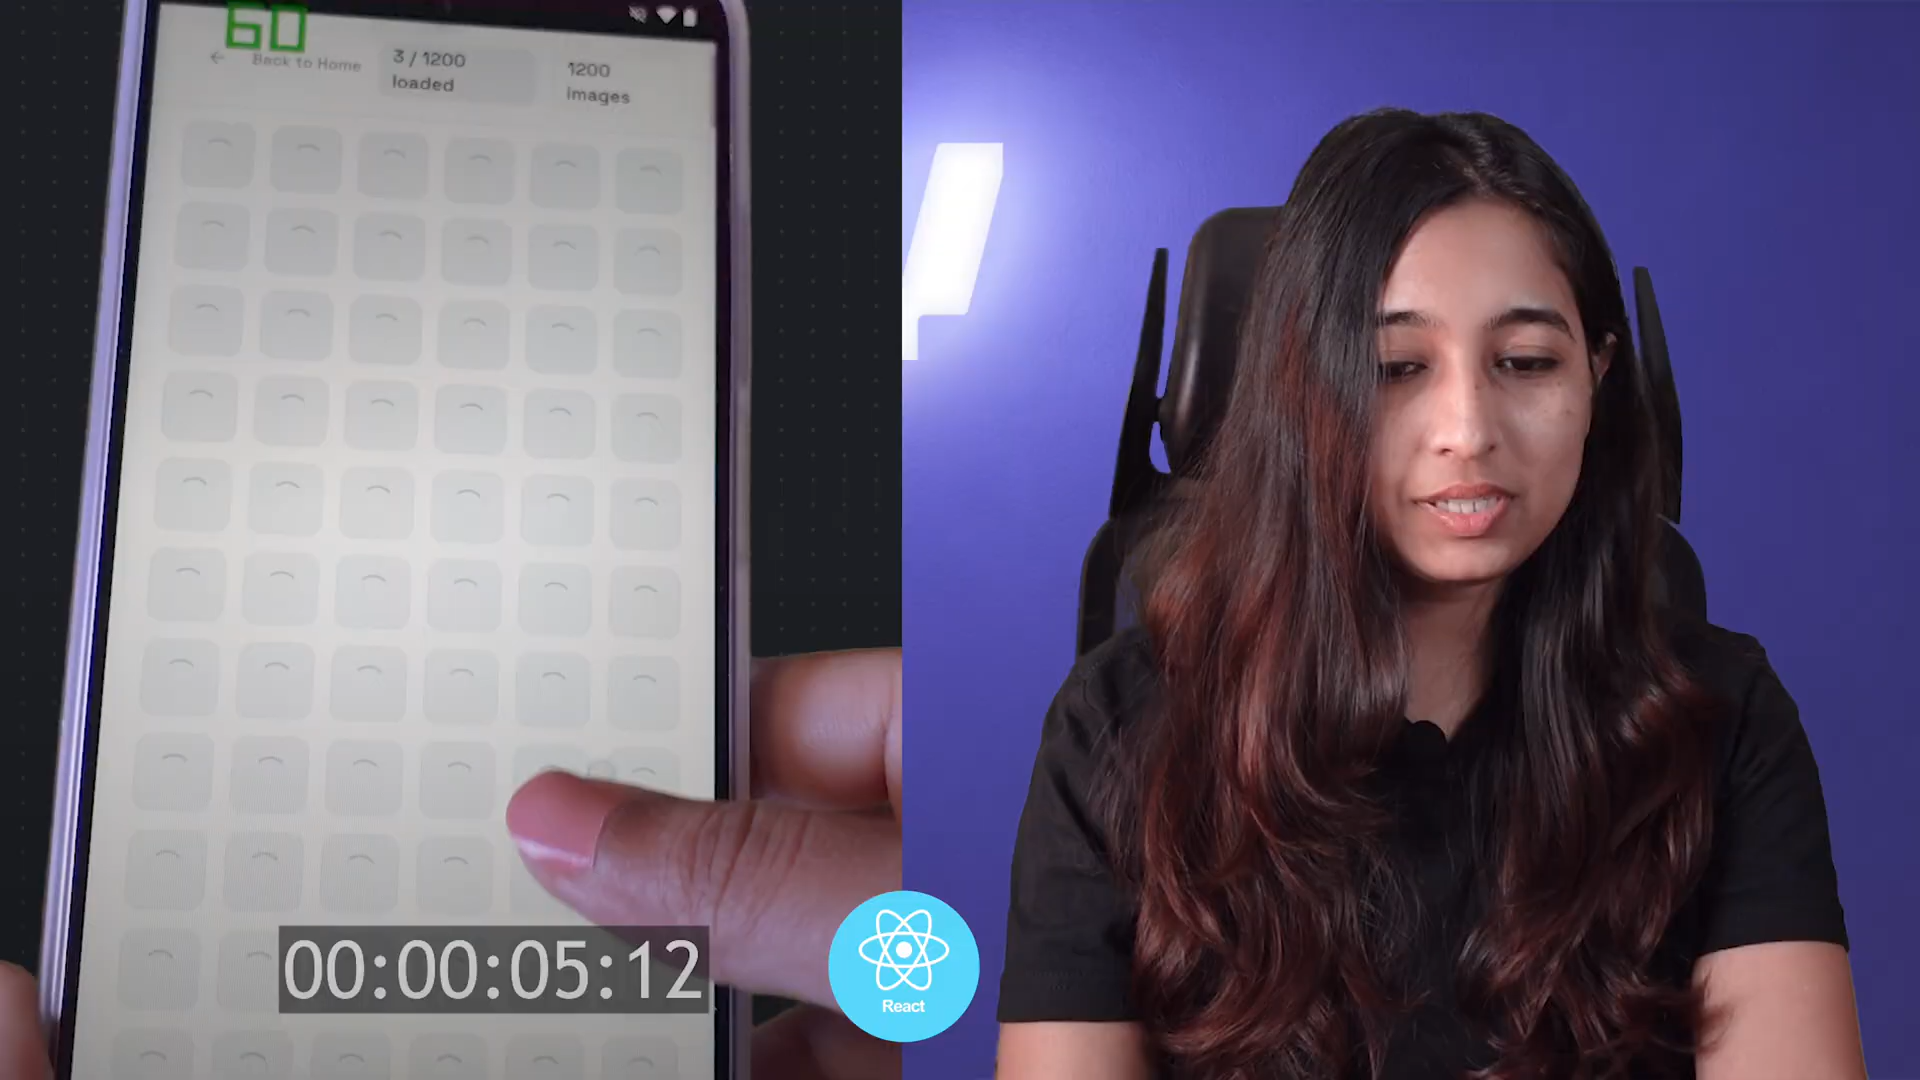 60
← Back to Home
3 / 1200
loaded
1200
images
00:00:05:12
React